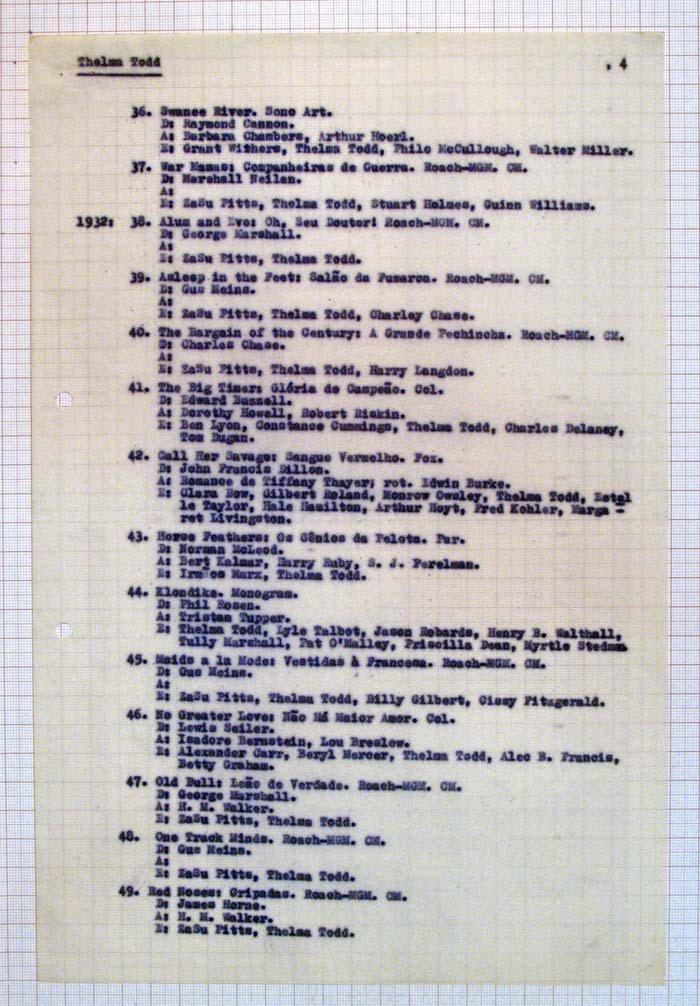 Thelma Todd
, 4
36. Swanee River. Sono Art.
D: Raymond Cannon.
A: Barbara Chambers, Arthur Hoerl.
E: Grant Withers, Thelma Todd, Philo McCullough, Walter Miller.
37. War Mamas: Companheiras de Guerra. Roach-MGM. CM.
D: Marshall Neilan.
A:
E: ZaSu Pitts, Thelma Todd, Stuart Holmes, Guinn Williams.
1932: 38. Alum and Eve: Oh, Seu Doutor! Roach-MGM. CM.
D: George Marshall.
A:
E: ZaSu Pitts, Thelma Todd.
39. Asleep in the Feet: Salão da Fuzarca. Roach-MGM. CM.
D: Gus Meins.
A:
E: ZaSu Pitts, Thelma Todd, Charley Chase.
40. The Bargain of the Century: A Grande Pechincha. Roach-MGM. CM.
D: Charles Chase.
A:
E: ZaSu Pitts, Thelma Todd, Harry Langdon.
41. The Big Timer: Glória de Campeão. Col.
D: Edward Buzzell.
A: Dorothy Howell, Robert Riskin.
E: Ben Lyon, Constance Cummings, Thelma Todd, Charles Delaney,
Tom Dugan.
42. Call Her Savage: Sangue Vermelho. Fox.
D: John Francis Dillon.
A: Romance de Tiffany Thayer; rot. Edwin Burke.
E: Clara Bow, Gilbert Roland, Monrow Owsley, Thelma Todd, Estel
le Taylor, Hale Hamilton, Arthur Hoyt, Fred Kohler, Marga-
ret Livingston.
43. Horse Feathers: Os Gênios da Pelota. Par.
D: Norman McLeod.
A: Bert Kalmar, Harry Ruby, S. J. Perelman.
E: Irmãos Marx, Thelma Todd.
44. Klondike. Monogram.
D: Phil Rosen.
A: Tristam Tupper.
E: Thelma Todd, Lyle Talbot, Jason Robards, Henry B. Walthall,
Tully Marshall, Pat O'Malley, Priscilla Dean, Myrtle Stedman
45. Maids a la Mode: Vestidas à Francesa. Roach-MGM. CM.
D: Gus Meins.
A:
E: ZaSu Pitts, Thelma Todd, Billy Gilbert, Cissy Fitzgerald.
46. No Greater Love: Não Há Maior Amor. Col.
D: Lewis Seiler.
A: Isadore Bernstein, Lou Breslow.
E: Alexander Carr, Beryl Mercer, Thelma Todd, Alec B. Francis,
Betty Graham.
47. Old Bull: Leão de Verdade. Roach-MGM. CM.
D: George Marshall.
A: H. M. Walker.
E: ZaSu Pitts, Thelma Todd.
48. One Track Minds. Roach-MGM. CM.
D: Gus Meins.
A:
E: ZaSu Pitts, Thelma Todd.
49. Red Noses: Gripadas. Roach-MGM. CM.
D: James Horne.
A: H. M. Walker.
E: ZaSu Pitts, Thelma Todd.